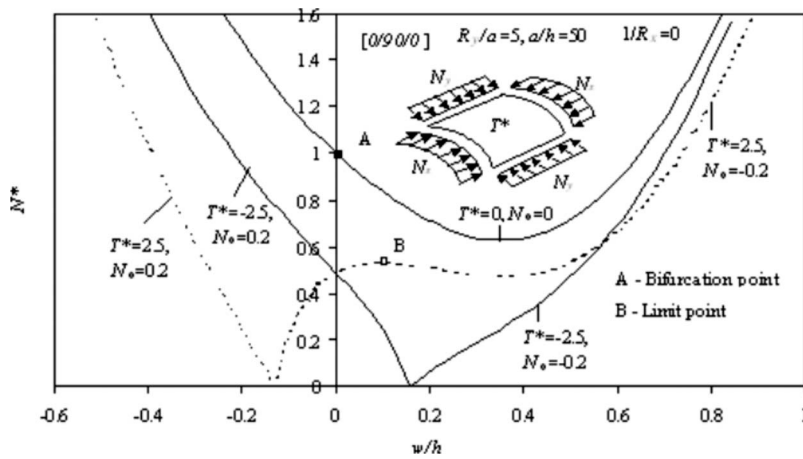 1.6
[0/90/0] R_y/a=5, a/h=50 1/R_x=0
1.4
N_y
N_x
1.2
T*
1
A
N_x
N_y
T*=2.5,
N_o=-0.2
0.8
N*
T*=-2.5,
N_o=0.2
T*=0, N_o=0
T*=2.5,
N_o=0.2
0.6
B
0.4
A - Bifurcation point
B - Limit point
0.2
T*=-2.5,
N_o=-0.2
0
-0.6 -0.4 -0.2 0 0.2 0.4 0.6 0.8
w/h